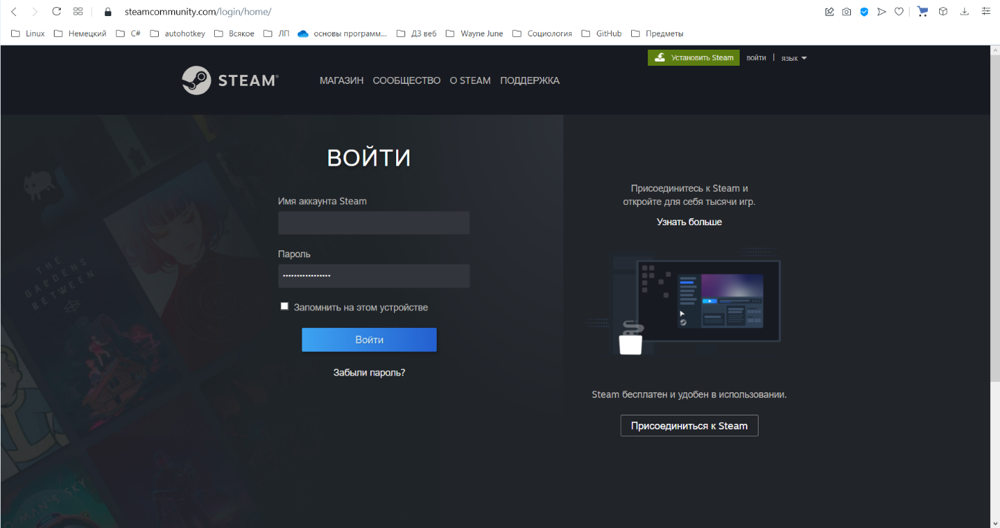 steamcommunity.com/login/home/
Linux Немецкий C# autohotkey Всякое ЛП основы программ... ДЗ веб Wayne June Социология GitHub Предметы
Установить Steam войти | язык
STEAM®
МАГАЗИН СООБЩЕСТВО О STEAM ПОДДЕРЖКА
ВОЙТИ
Имя аккаунта Steam
Пароль
•••••••••••••••••
Запомнить на этом устройстве
Войти
Забыли пароль?
Присоединитесь к Steam и
откройте для себя тысячи игр.
Узнать больше
Steam бесплатен и удобен в использовании.
Присоединиться к Steam
THE
GARDENS
BETWEEN
MAN'S SKY